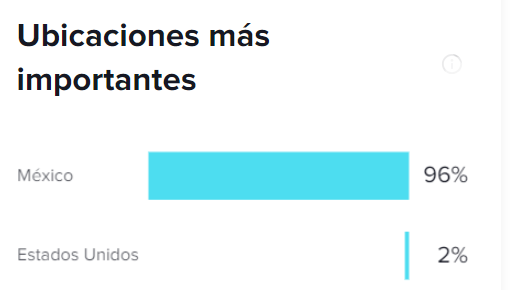 Ubicaciones más
importantes
México 96%
Estados Unidos 2%